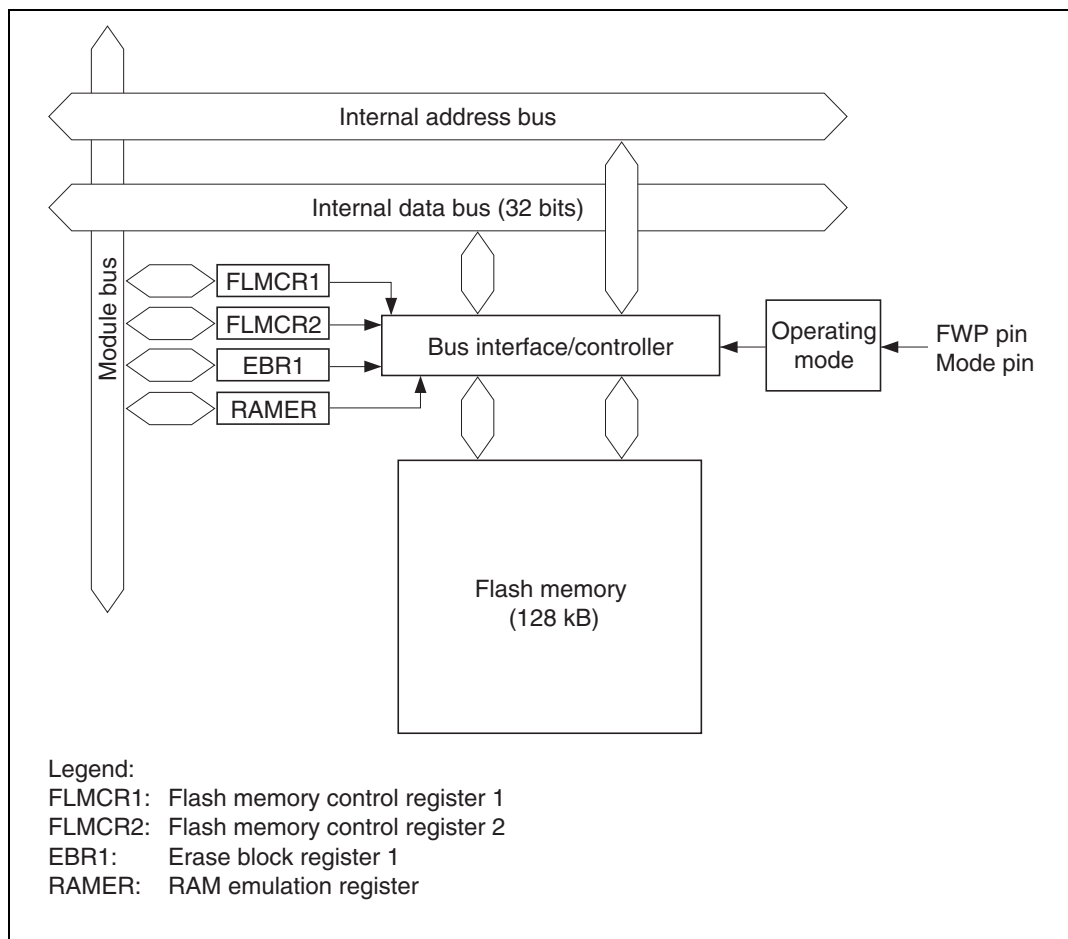 Internal address bus
Internal data bus (32 bits)
Module bus
FLMCR1
FLMCR2
EBR1
RAMER
Bus interface/controller
Operating
mode
FWP pin
Mode pin
Flash memory
(128 kB)
Legend:
FLMCR1: Flash memory control register 1
FLMCR2: Flash memory control register 2
EBR1: Erase block register 1
RAMER: RAM emulation register